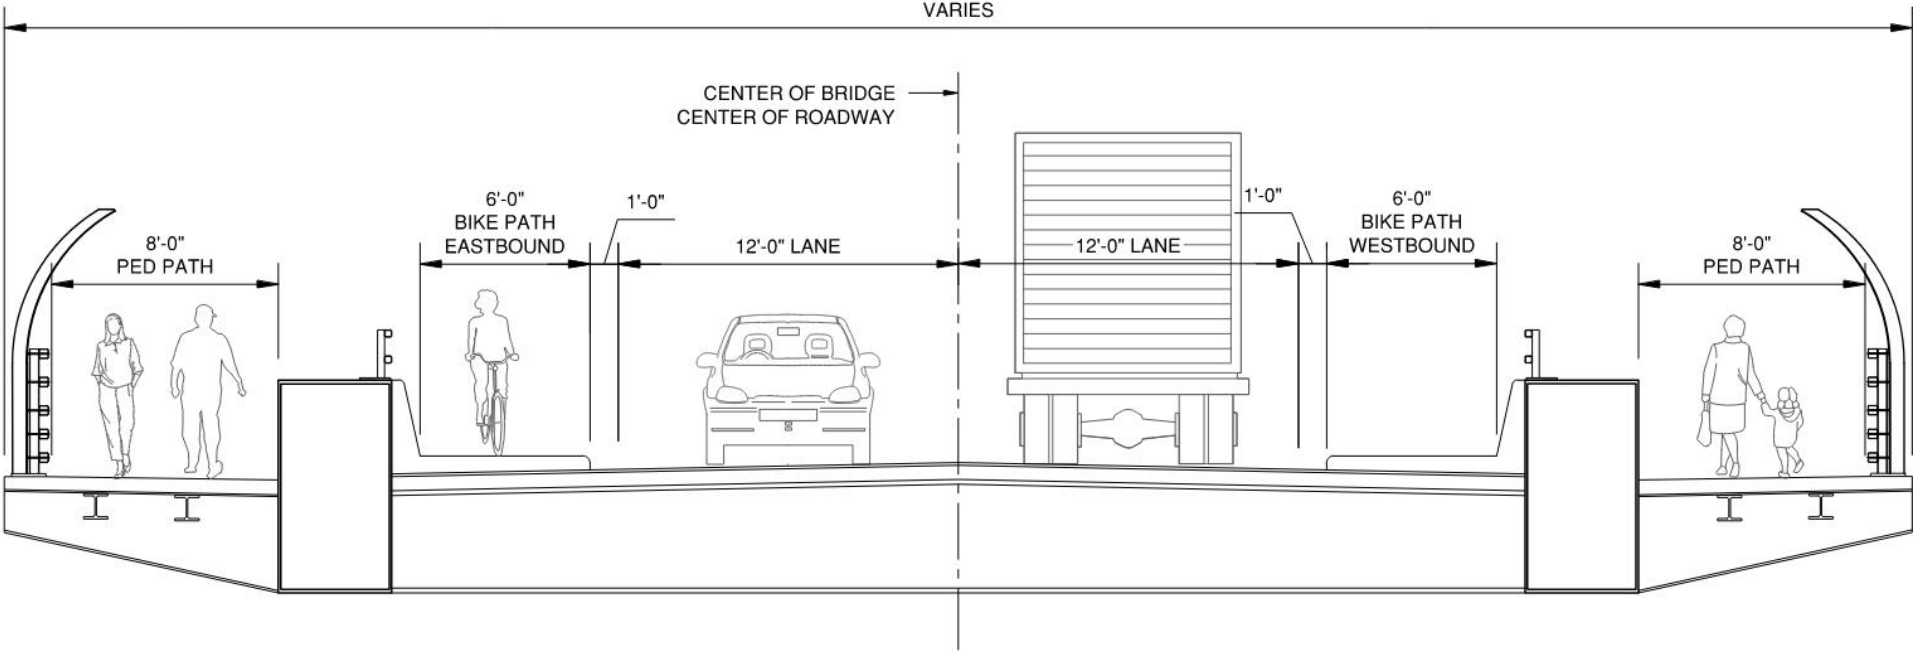 VARIES
CENTER OF BRIDGE
CENTER OF ROADWAY
8'-0"
PED PATH
6'-0"
BIKE PATH
EASTBOUND
1'-0"
12'-0" LANE
12'-0" LANE
1'-0"
6'-0"
BIKE PATH
WESTBOUND
8'-0"
PED PATH